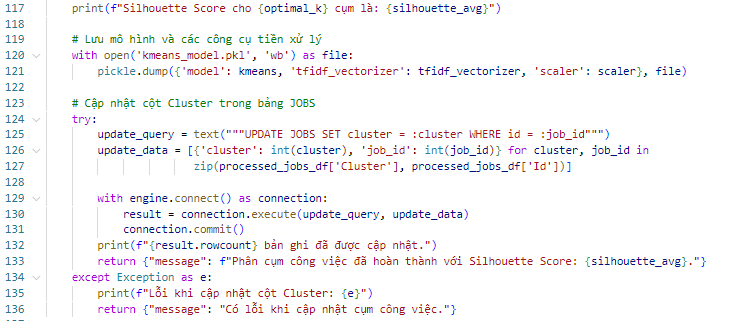 117 print(f"Silhouette Score cho {optimal_k} cụm là: {silhouette_avg}")
118
119 # Lưu mô hình và các công cụ tiền xử lý
120 with open('kmeans_model.pkl', 'wb') as file:
121 pickle.dump({'model': kmeans, 'tfidf_vectorizer': tfidf_vectorizer, 'scaler': scaler}, file)
122
123 # Cập nhật cột Cluster trong bảng JOBS
124 try:
125 update_query = text("""UPDATE JOBS SET cluster = :cluster WHERE id = :job_id""")
126 update_data = [{'cluster': int(cluster), 'job_id': int(job_id)} for cluster, job_id in
127 zip(processed_jobs_df['Cluster'], processed_jobs_df['Id'])]
128
129 with engine.connect() as connection:
130 result = connection.execute(update_query, update_data)
131 connection.commit()
132 print(f"{result.rowcount} bản ghi đã được cập nhật.")
133 return {"message": f"Phân cụm công việc đã hoàn thành với Silhouette Score: {silhouette_avg}."}
134 except Exception as e:
135 print(f"Lỗi khi cập nhật cột Cluster: {e}")
136 return {"message": "Có lỗi khi cập nhật cụm công việc."}